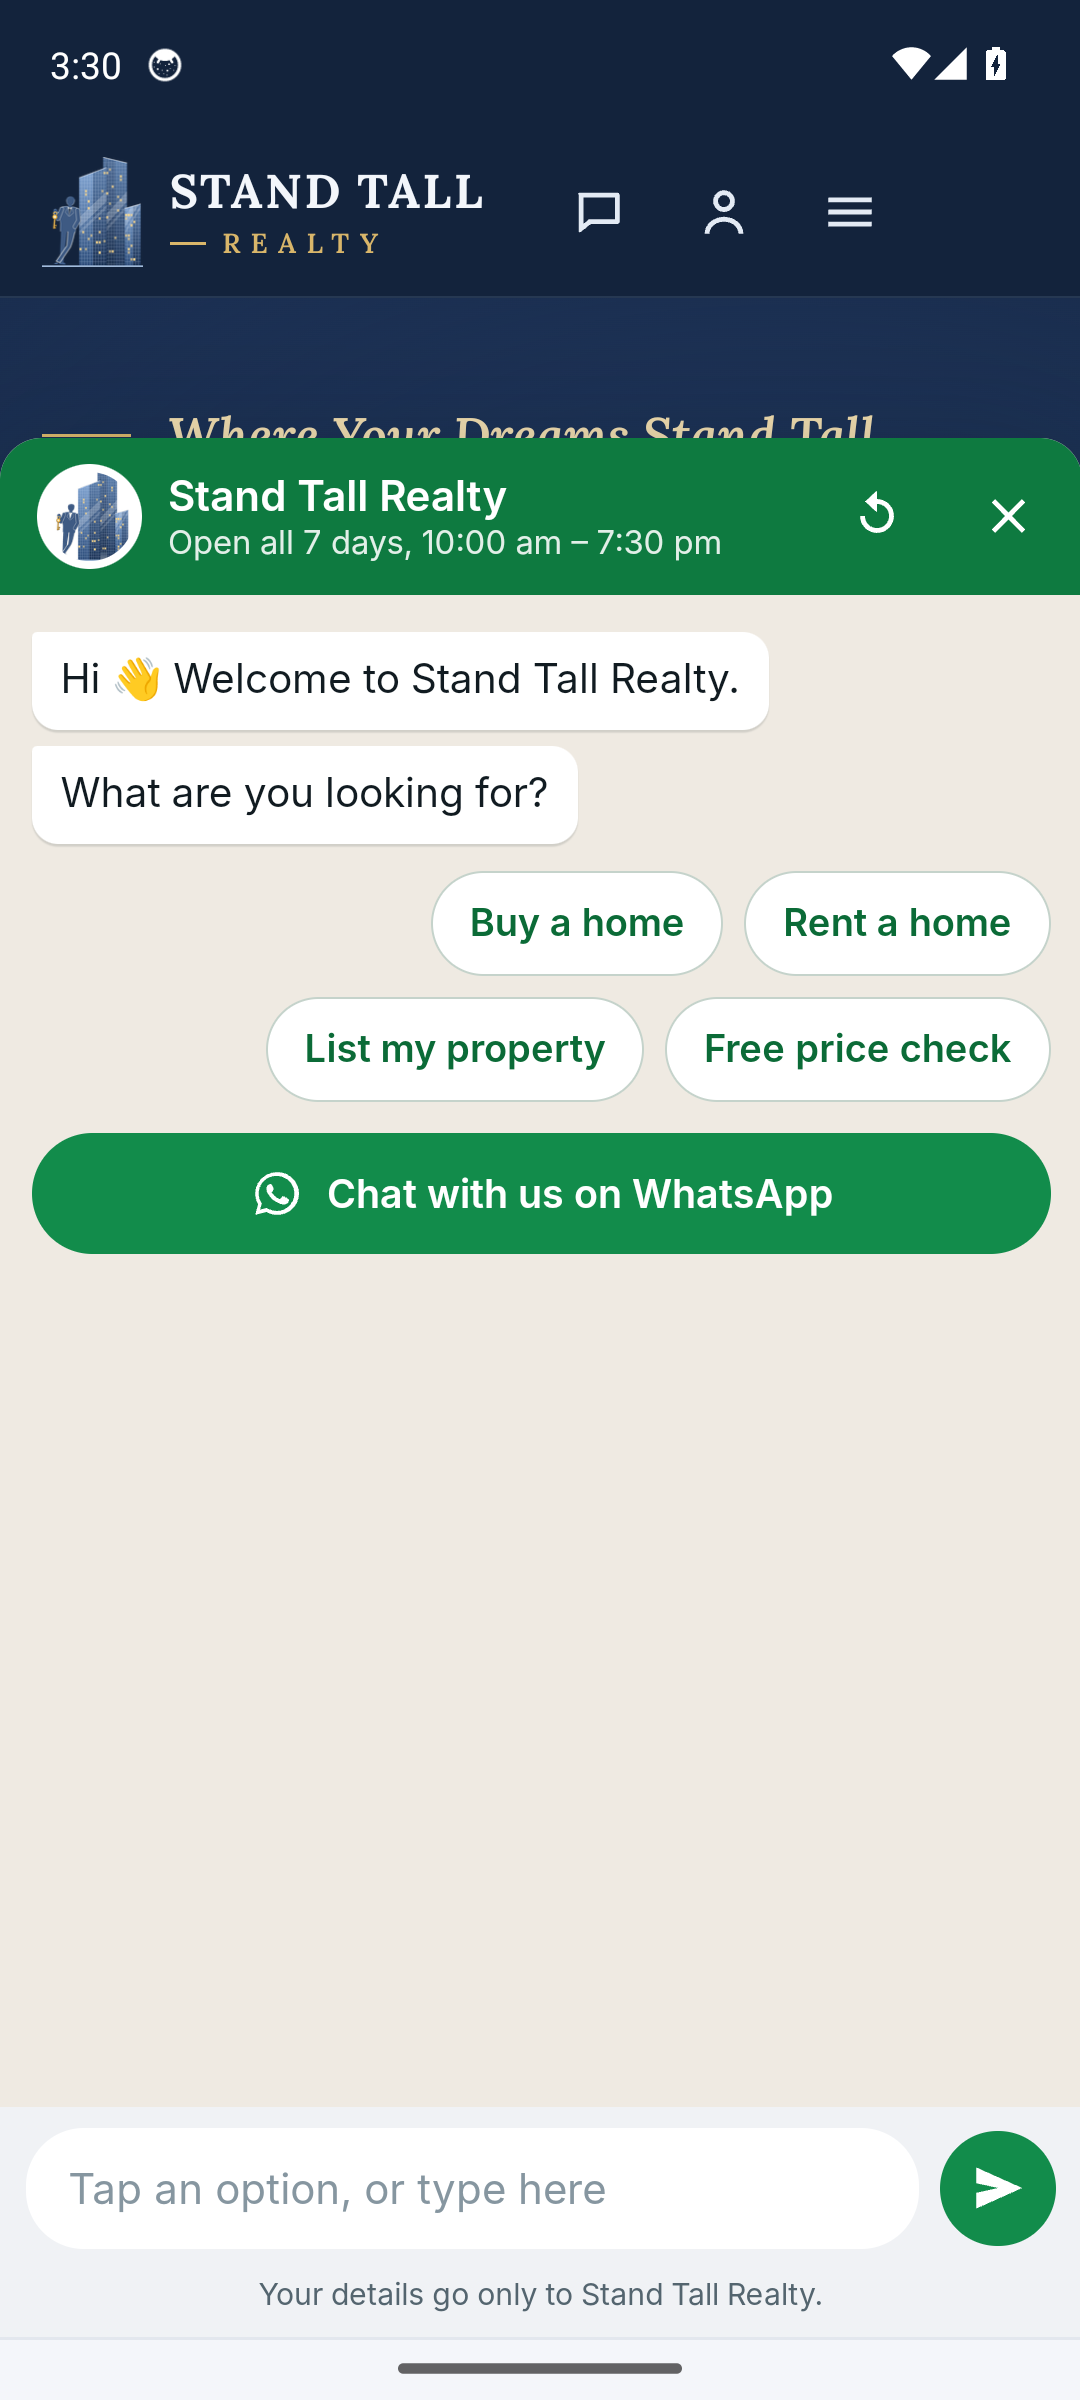 3:30
STAND TALL
REALTY
Where Your Dreams Stand Tall
Stand Tall Realty
Open all 7 days, 10:00 am – 7:30 pm
Hi 👋 Welcome to Stand Tall Realty.
What are you looking for?
Buy a home
Rent a home
List my property
Free price check
Chat with us on WhatsApp
Tap an option, or type here
Your details go only to Stand Tall Realty.